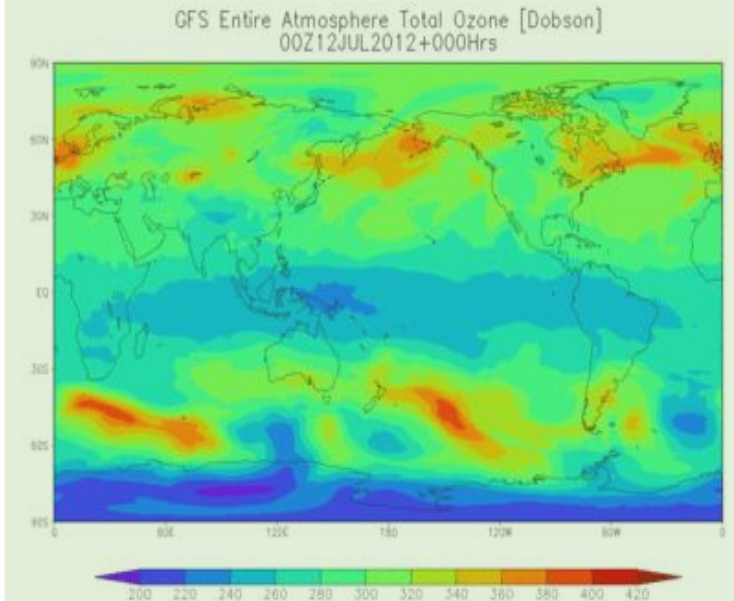 GFS Entire Atmosphere Total Ozone [Dobson]
00Z12JUL2012+000Hrs
90N
60N
30N
EQ
30S
60S
90S
0 60E 120E 180 120W 60W 0
200 220 240 260 280 300 320 340 360 380 400 420